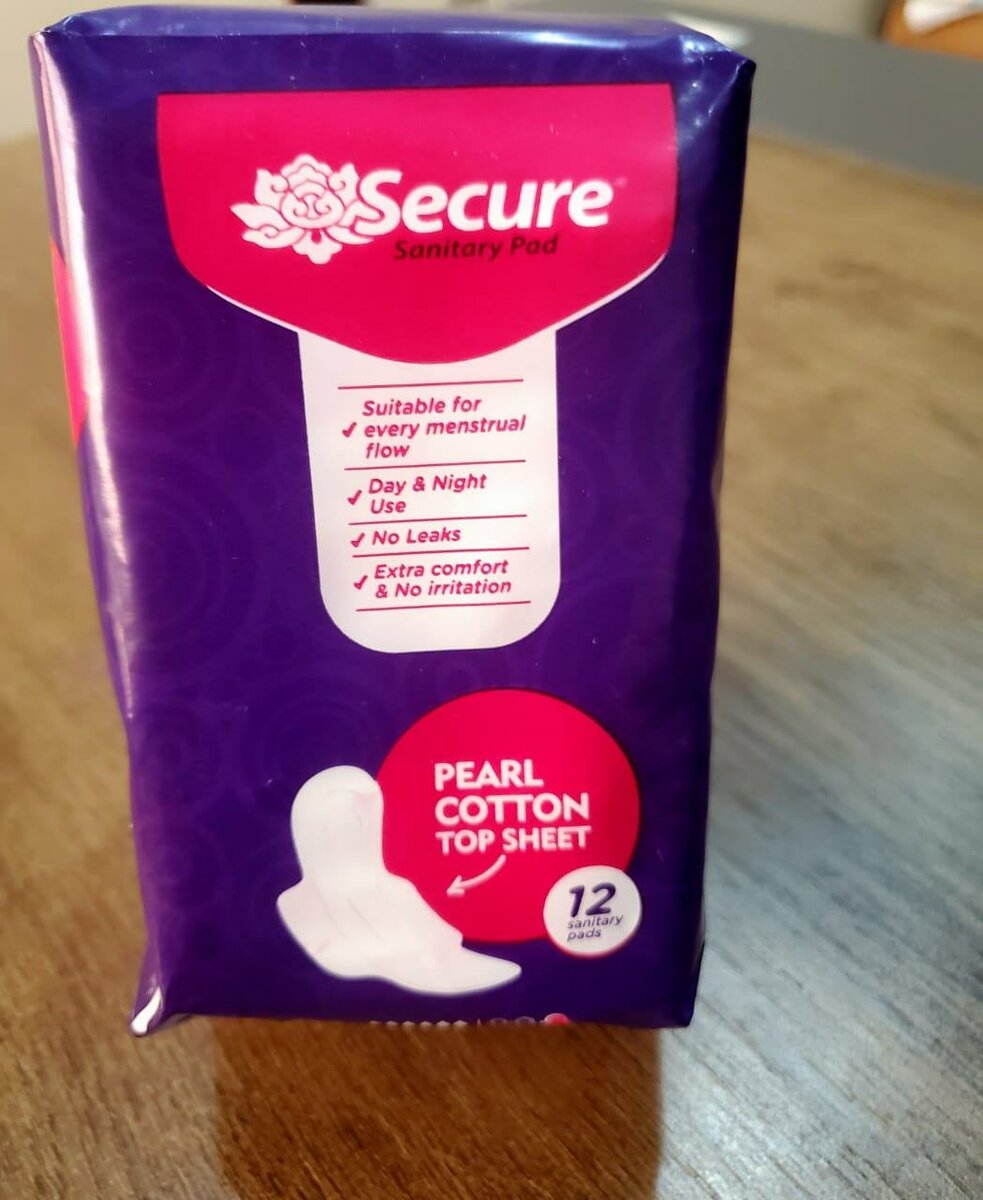 Secure
Sanitary Pad
Suitable for
every menstrual
flow
Day & Night
Use
No Leaks
Extra comfort
& No irritation
PEARL
COTTON
TOP SHEET
12
sanitary
pads